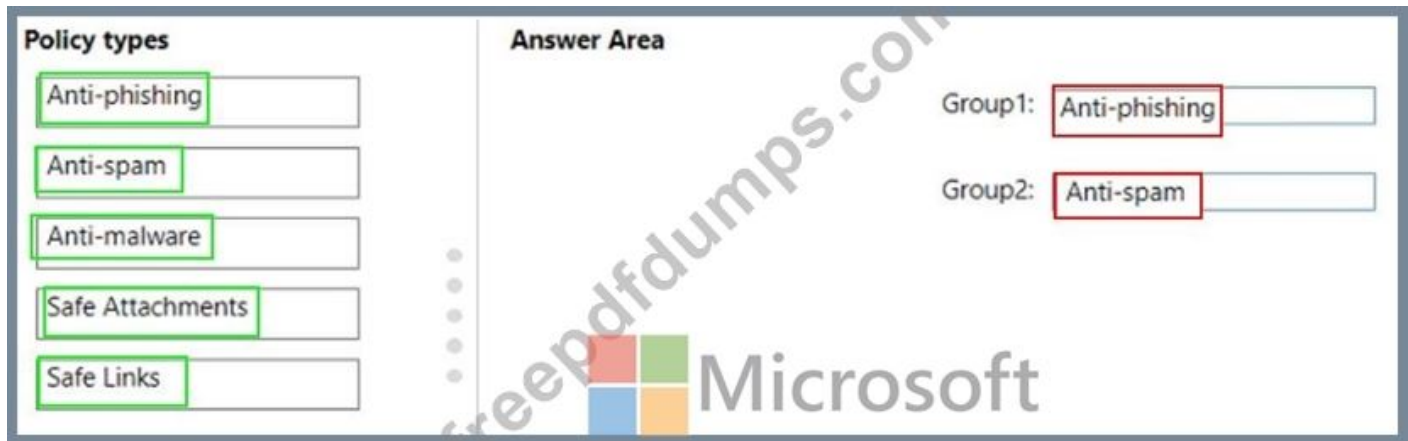 Policy types
Anti-phishing
Anti-spam
Anti-malware
Safe Attachments
Safe Links
Answer Area
Group1: Anti-phishing
Group2: Anti-spam
freepdfdumps.com
Microsoft